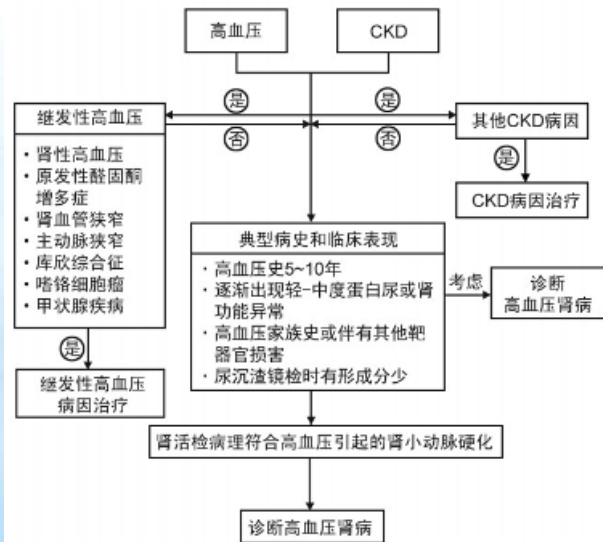 高血压
CKD
是
是
否
否
继发性高血压
· 肾性高血压
· 原发性醛固酮
增多症
· 肾血管狭窄
· 主动脉狭窄
· 库欣综合征
· 嗜铬细胞瘤
· 甲状腺疾病
其他CKD病因
是
CKD病因治疗
典型病史和临床表现
· 高血压史5~10年
· 逐渐出现轻-中度蛋白尿或肾
功能异常
· 高血压家族史或伴有其他靶
器官损害
· 尿沉渣镜检时有形成分少
考虑
诊断
高血压肾病
是
继发性高血压
病因治疗
肾活检病理符合高血压引起的肾小动脉硬化
诊断高血压肾病